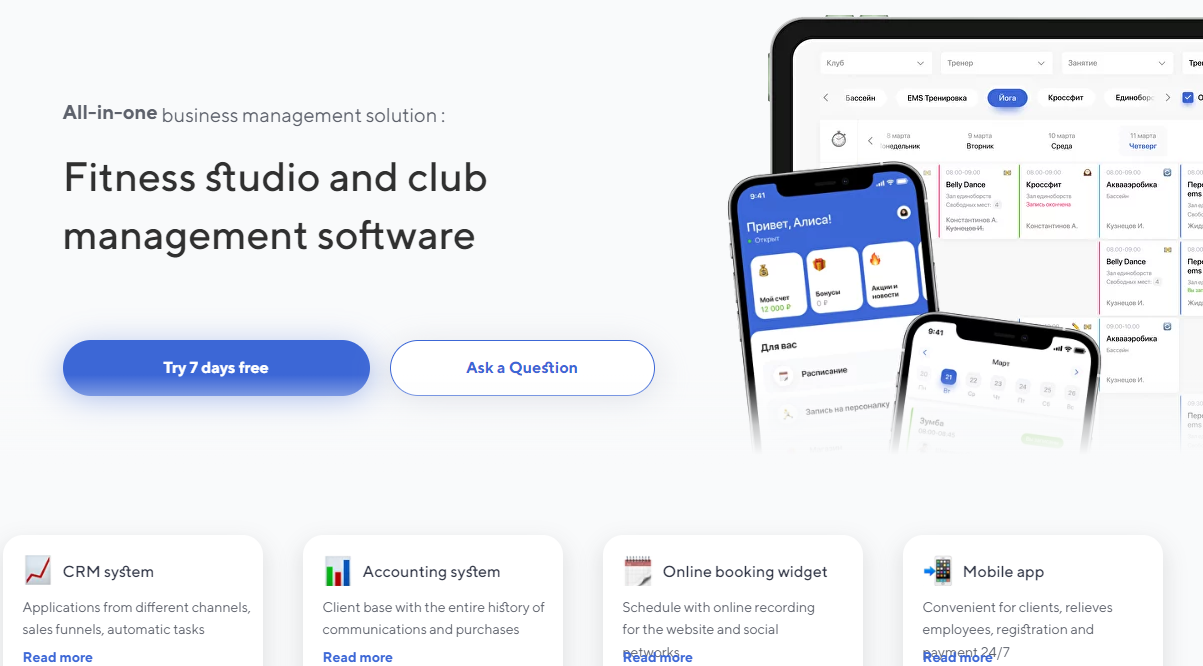 All-in-one business management solution :
Fitness studio and club
management software
Try 7 days free
Ask a Question
Клуб
Тренер
Занятие
Бассейн
EMS Тренировка
Йога
Кроссфит
8 марта
9 марта
Вторник
10 марта
Среда
11 марта
Четверг
08:00-09:00
Belly Dance
Зал единоборств
Свободных мест: 4
Константинов А.
Кузнецов И.
08:00-09:00
Кроссфит
Зал единоборств
Запись окончена
Константинов А.
08:00-09:00
Аквааэробика
Бассейн
Кузнецов И.
08:00-09:00
Belly Dance
Зал единоборств
Свободных мест: 4
Кузнецов И.
09:00-10:00
Аквааэробика
Бассейн
Кузнецов И.
9:41
Привет, Алиса!
Открыт
Мой счет
12 000 ₽
Бонусы
0 ₽
Акции и
новости
Для вас
Расписание
Запись на персоналку
9:41
Март
20 21 22 23 24 25 26
Пн Вт Ср Чт Пт Сб Вс
Зумба
CRM system
Applications from different channels,
sales funnels, automatic tasks
Read more
Accounting system
Client base with the entire history of
communications and purchases
Read more
Online booking widget
Schedule with online recording
for the website and social
networks
Read more
Mobile app
Convenient for clients, relieves
employees, registration and
payment 24/7
Read more